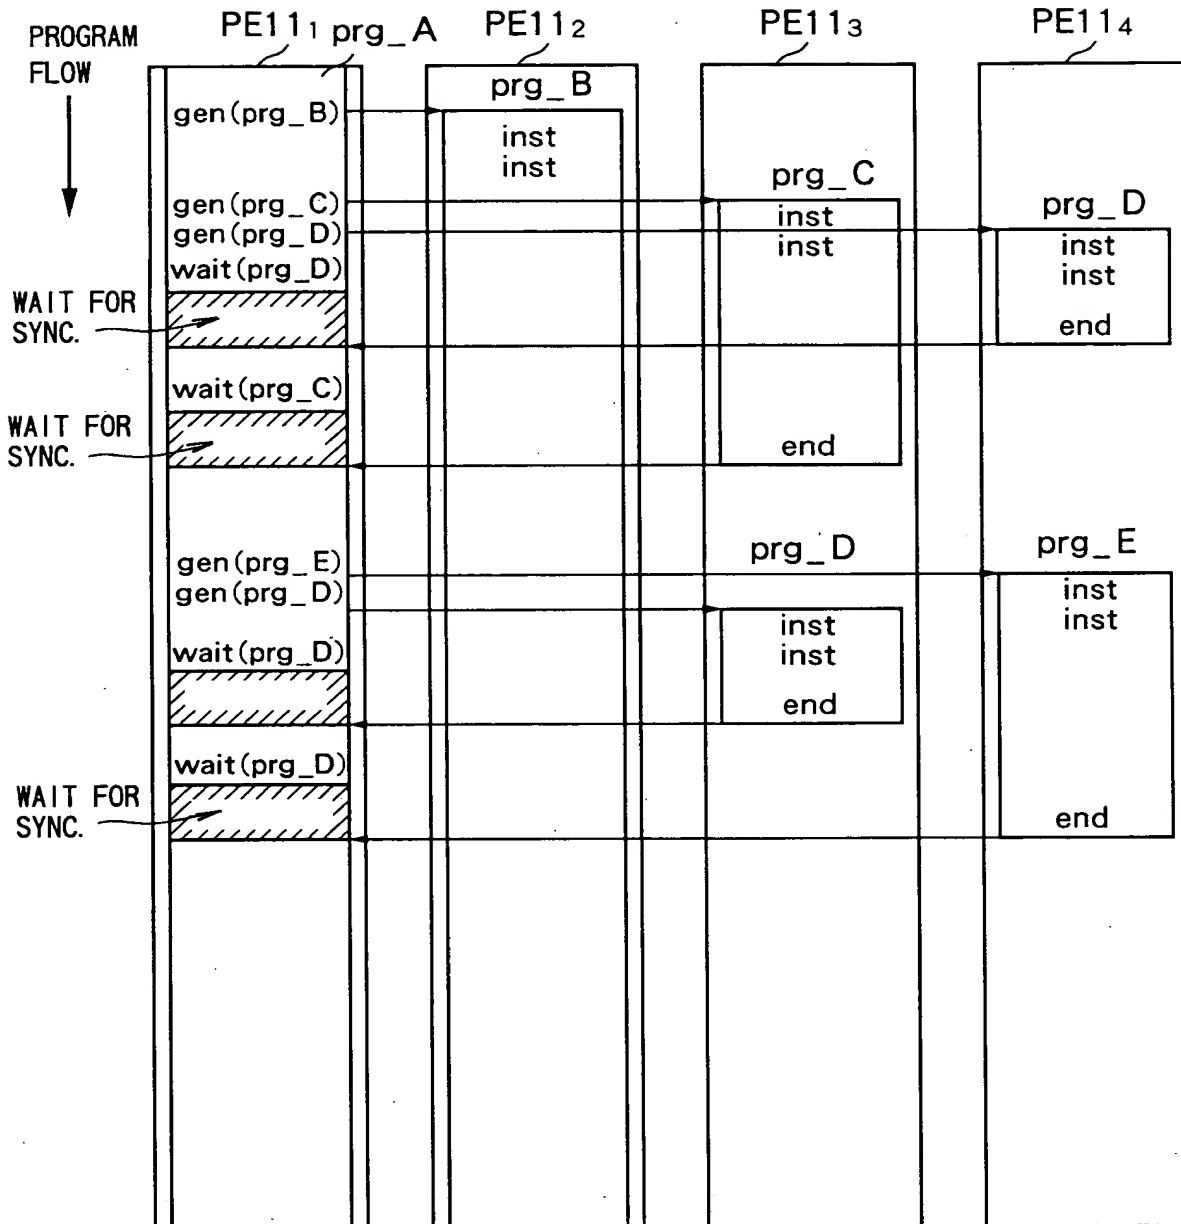 PROGRAM
FLOW
PE11₁
prg_A
PE11₂
PE11₃
PE11₄
prg_B
gen(prg_B)
inst
inst
prg_C
gen(prg_C)
inst
prg_D
gen(prg_D)
inst
inst
wait(prg_D)
inst
WAIT FOR
SYNC.
end
wait(prg_C)
WAIT FOR
SYNC.
end
prg_D
prg_E
gen(prg_E)
inst
gen(prg_D)
inst
inst
wait(prg_D)
inst
end
wait(prg_D)
WAIT FOR
SYNC.
end